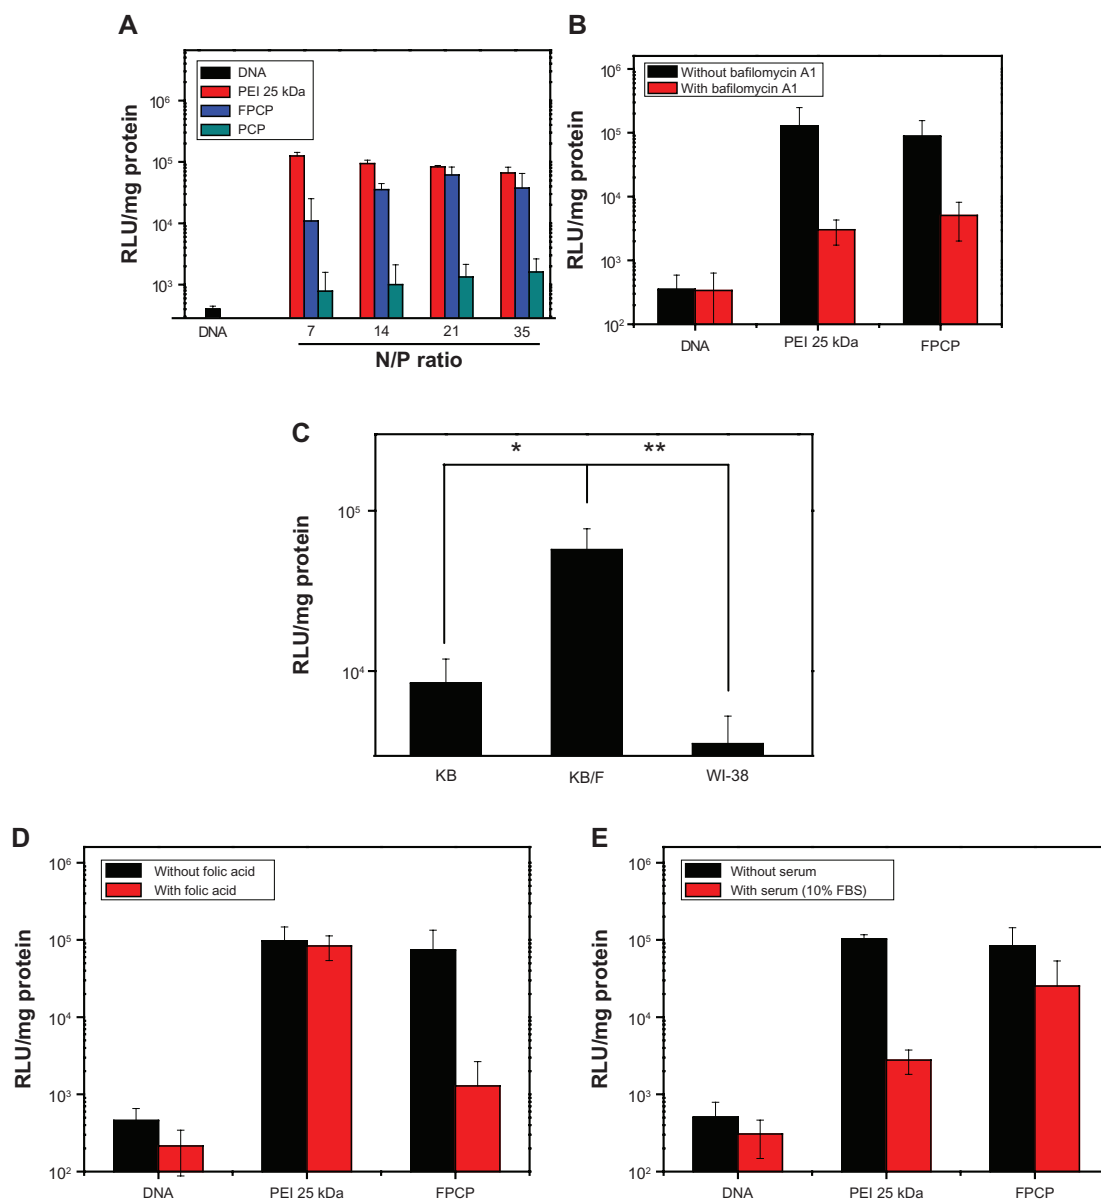 A
DNA
PEI 25 kDa
FPCP
PCP
RLU/mg protein
10⁶
10⁵
10⁴
10³
DNA 7 14 21 35
N/P ratio
B
Without bafilomycin A1
With bafilomycin A1
RLU/mg protein
10⁶
10⁵
10⁴
10³
10²
DNA PEI 25 kDa FPCP
C
* **
RLU/mg protein
10⁵
10⁴
KB KB/F WI-38
D
Without folic acid
With folic acid
RLU/mg protein
10⁶
10⁵
10⁴
10³
10²
DNA PEI 25 kDa FPCP
E
Without serum
With serum (10% FBS)
RLU/mg protein
10⁶
10⁵
10⁴
10³
10²
DNA PEI 25 kDa FPCP